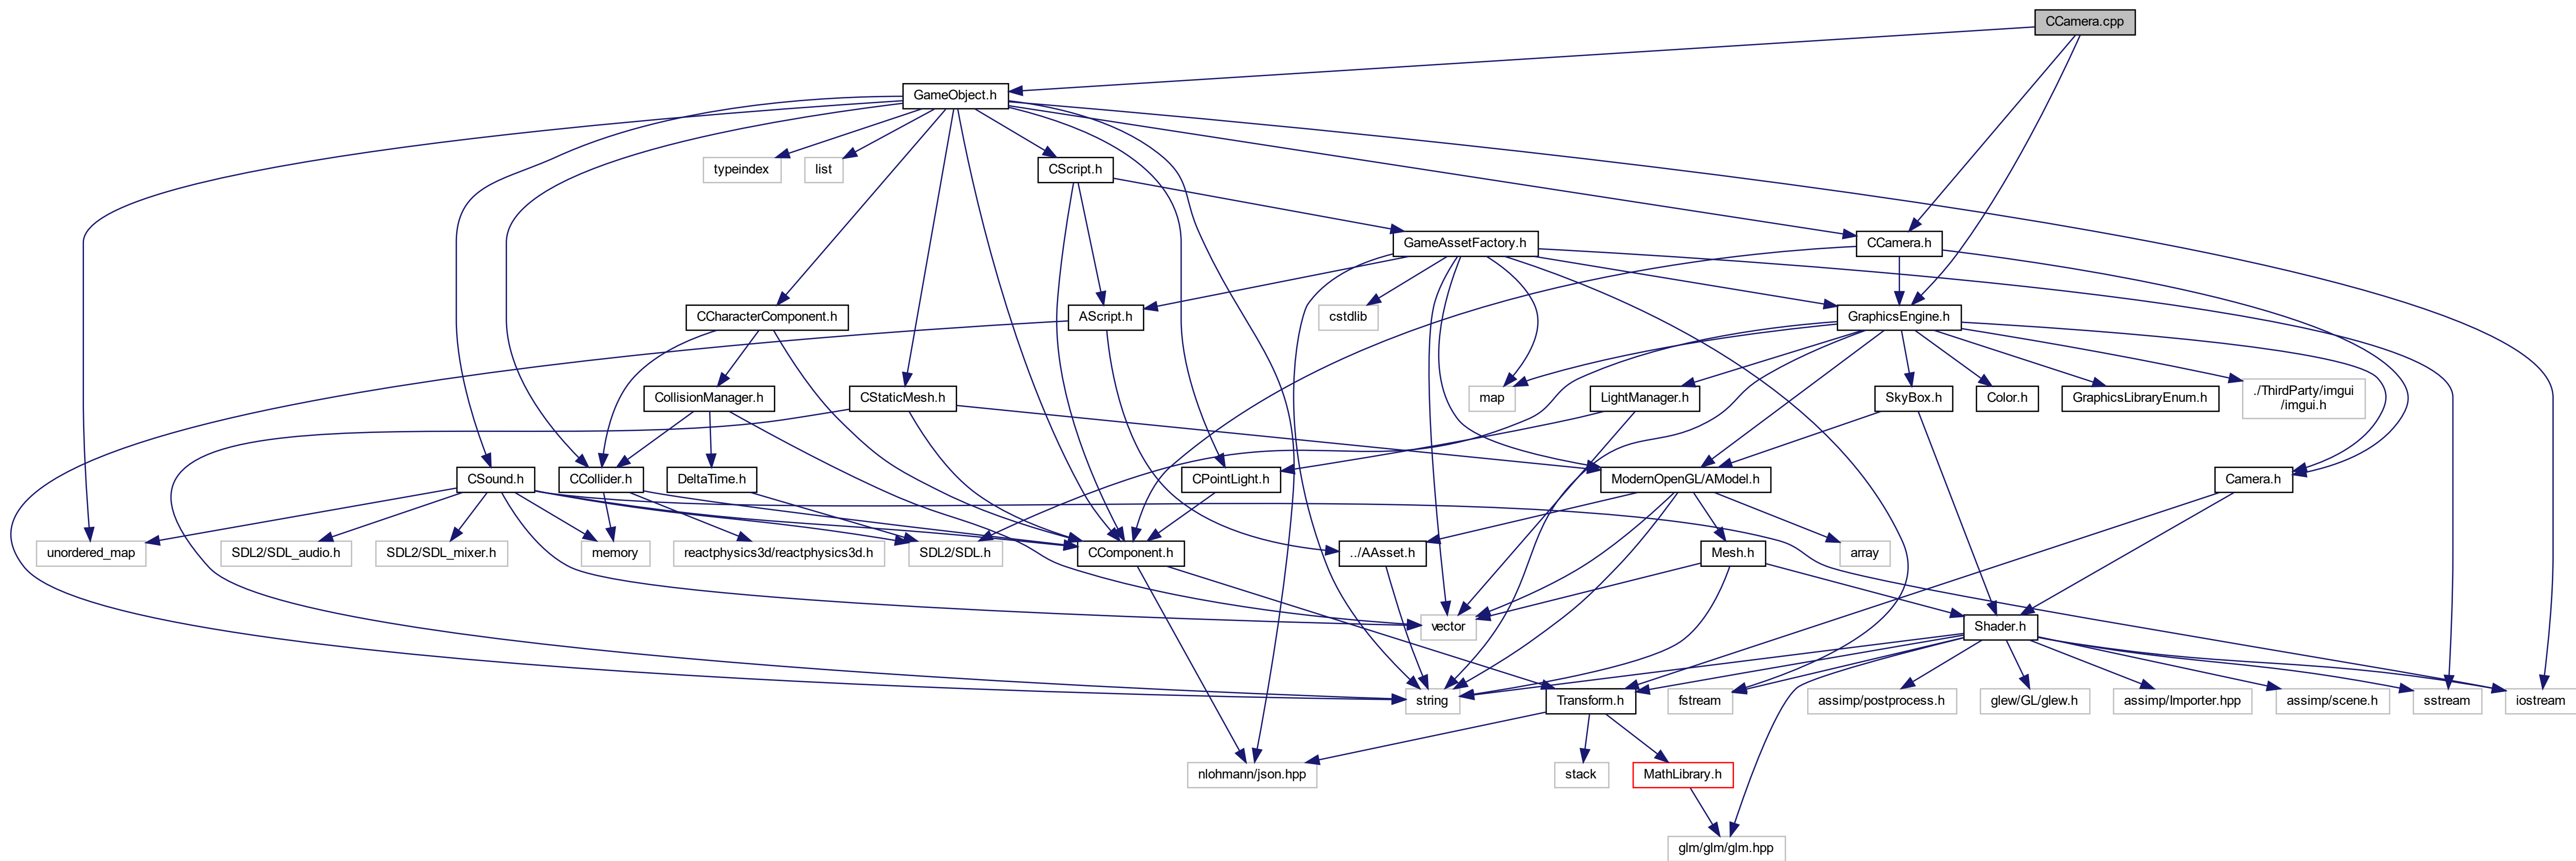 CCamera.cpp
GameObject.h
typeindex
list
CScript.h
GameAssetFactory.h
CCamera.h
CCharacterComponent.h
AScript.h
cstdlib
GraphicsEngine.h
CollisionManager.h
CStaticMesh.h
map
LightManager.h
SkyBox.h
Color.h
GraphicsLibraryEnum.h
./ThirdParty/imgui
/imgui.h
CSound.h
CCollider.h
DeltaTime.h
CPointLight.h
ModernOpenGL/AModel.h
Camera.h
unordered_map
SDL2/SDL_audio.h
SDL2/SDL_mixer.h
memory
reactphysics3d/reactphysics3d.h
SDL2/SDL.h
CComponent.h
../AAsset.h
Mesh.h
array
vector
Shader.h
string
Transform.h
fstream
assimp/postprocess.h
glew/GL/glew.h
assimp/Importer.hpp
assimp/scene.h
sstream
iostream
nlohmann/json.hpp
stack
MathLibrary.h
glm/glm/glm.hpp